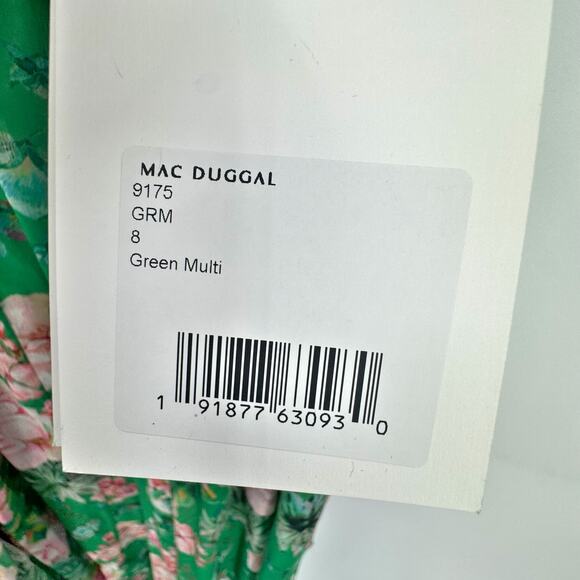 MAC DUGGAL
9175
GRM
8
Green Multi
1 91877 63093 0